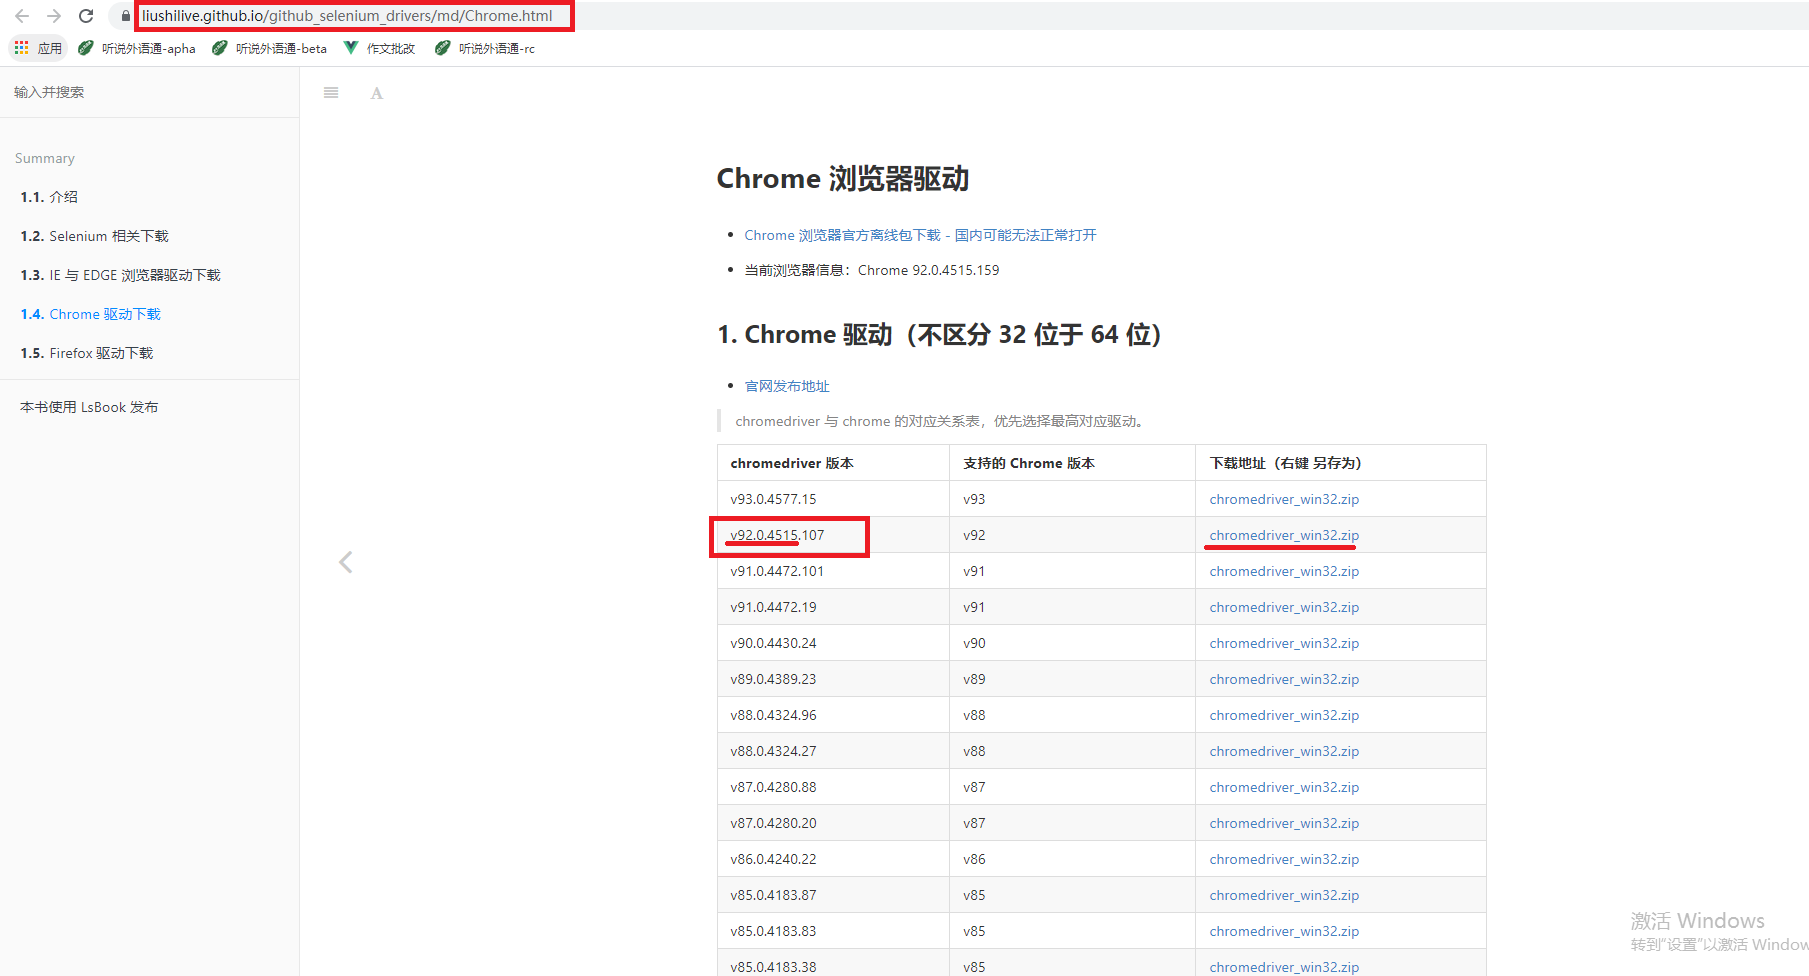 liushilive.github.io/github_selenium_drivers/md/Chrome.html
应用 听说外语通-apha 听说外语通-beta 作文批改 听说外语通-rc
输入并搜索
A
Summary
1.1. 介绍
1.2. Selenium 相关下载
1.3. IE 与 EDGE 浏览器驱动下载
1.4. Chrome 驱动下载
1.5. Firefox 驱动下载
本书使用 LsBook 发布
Chrome 浏览器驱动
Chrome 浏览器官方离线包下载 - 国内可能无法正常打开
当前浏览器信息：Chrome 92.0.4515.159
1. Chrome 驱动（不区分 32 位于 64 位）
官网发布地址
chromedriver 与 chrome 的对应关系表，优先选择最高对应驱动。
chromedriver 版本 支持的 Chrome 版本 下载地址（右键 另存为）
v93.0.4577.15 v93 chromedriver_win32.zip
v92.0.4515.107 v92 chromedriver_win32.zip
v91.0.4472.101 v91 chromedriver_win32.zip
v91.0.4472.19 v91 chromedriver_win32.zip
v90.0.4430.24 v90 chromedriver_win32.zip
v89.0.4389.23 v89 chromedriver_win32.zip
v88.0.4324.96 v88 chromedriver_win32.zip
v88.0.4324.27 v88 chromedriver_win32.zip
v87.0.4280.88 v87 chromedriver_win32.zip
v87.0.4280.20 v87 chromedriver_win32.zip
v86.0.4240.22 v86 chromedriver_win32.zip
v85.0.4183.87 v85 chromedriver_win32.zip
v85.0.4183.83 v85 chromedriver_win32.zip
v85.0.4183.38 v85 chromedriver_win32.zip
激活 Windows
转到"设置"以激活 Window